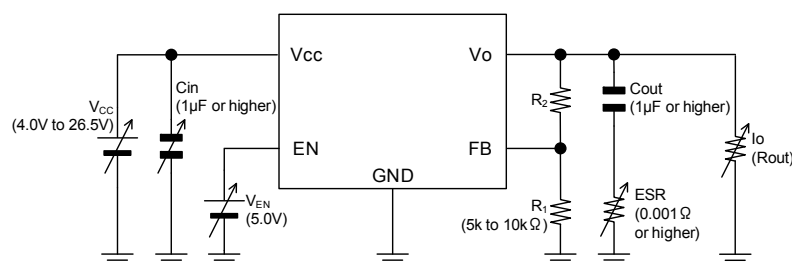 Vcc
Vo
EN
FB
GND
Cin
(1µF or higher)
VCC
(4.0V to 26.5V)
VEN
(5.0V)
R2
R1
(5k to 10kΩ)
Cout
(1µF or higher)
ESR
(0.001Ω
or higher)
Io
(Rout)